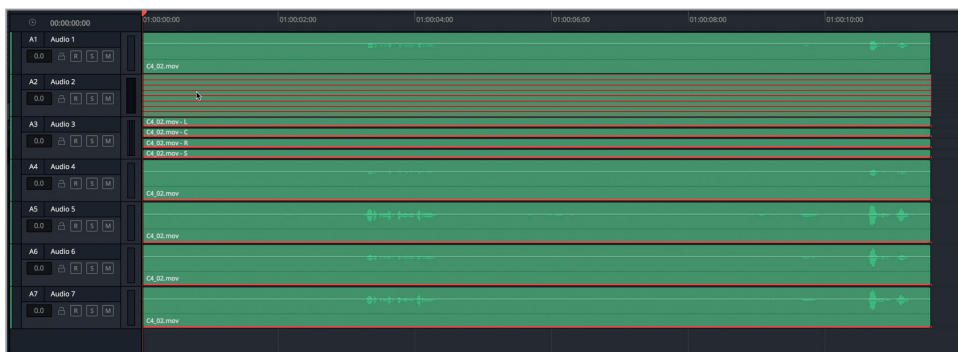 00:00:00:00
01:00:00:00 01:00:02:00 01:00:04:00 01:00:06:00 01:00:08:00 01:00:10:00
A1 Audio 1
0.0 R S M
C4_02.mov
A2 Audio 2
0.0 R S M
A3 Audio 3
0.0 R S M
C4_02.mov - L
C4_02.mov - C
C4_02.mov - R
C4_02.mov - S
A4 Audio 4
0.0 R S M
C4_02.mov
A5 Audio 5
0.0 R S M
C4_02.mov
A6 Audio 6
0.0 R S M
C4_02.mov
A7 Audio 7
0.0 R S M
C4_02.mov